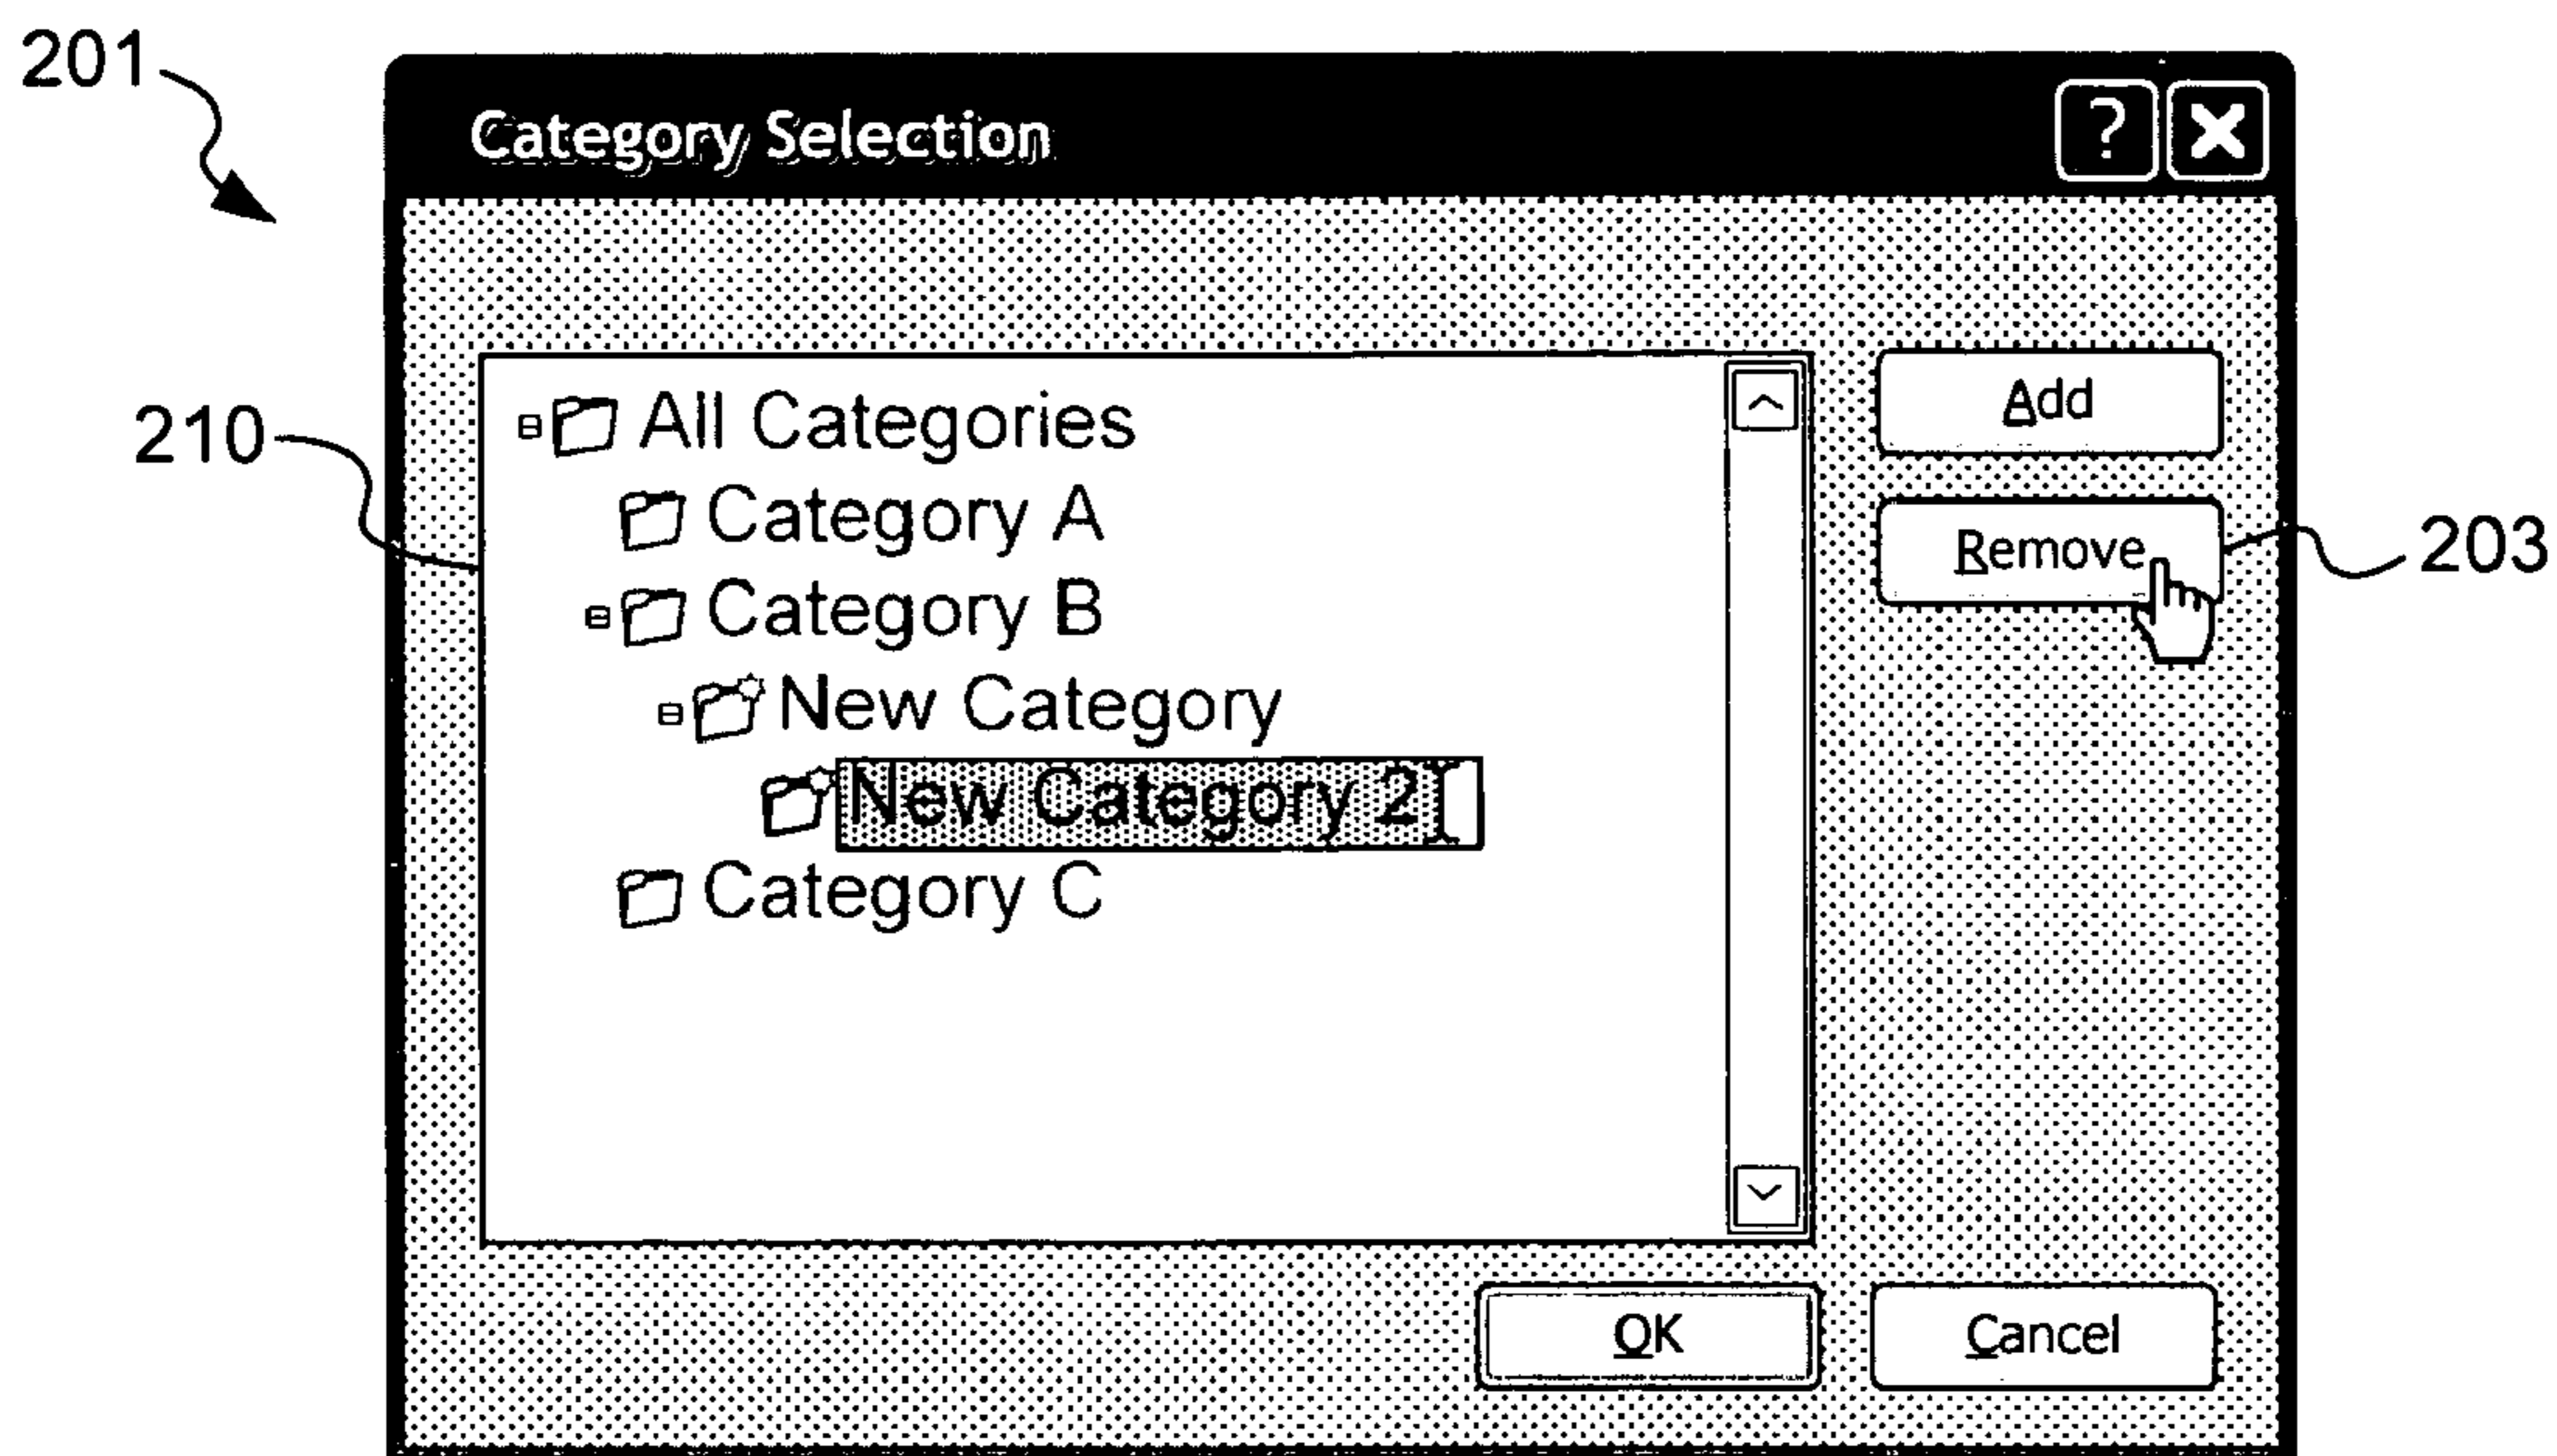 201
Category Selection ?
210
All Categories
Category A
Category B
New Category
New Category 2
Category C
Add
Remove
203
OK Cancel